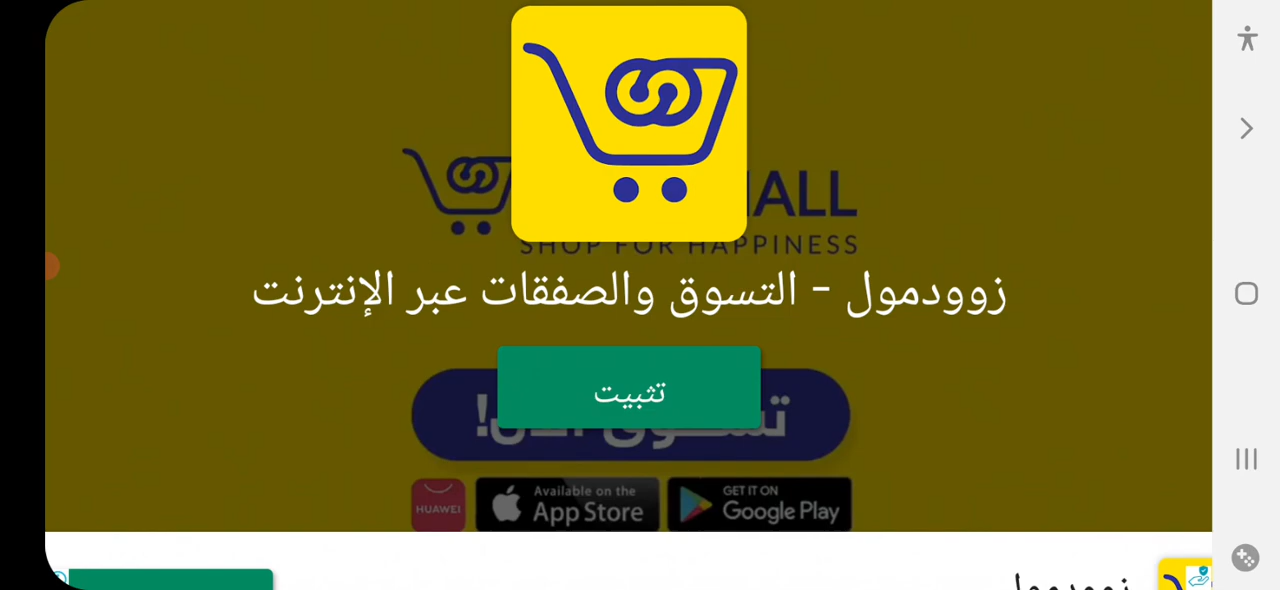 MALL
SHOP FOR HAPPINESS
زوودمول - التسوق والصفقات عبر الإنترنت
تثبيت
HUAWEI
Available on the
App Store
GET IT ON
Google Play
زوودمول